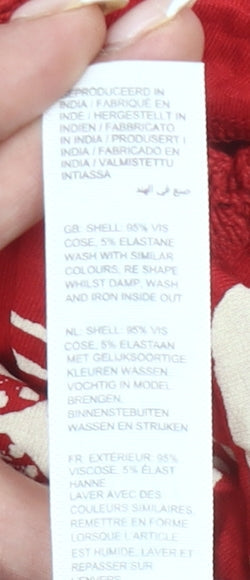 GEPRODUCEERD IN
INDIA / FABRIQUÉ EN
INDE / HERGESTELLT IN
INDIEN / FABBRICATO
IN INDIA / PRODUSERT I
INDIA / FABRICADO EN
INDIA / VALMISTETTU
INTIASSA
صنع في الهند
GB: SHELL: 95% VIS
COSE, 5% ELASTANE
WASH WITH SIMILAR
COLOURS, RE SHAPE
WHILST DAMP, WASH
AND IRON INSIDE OUT
NL: SHELL: 95% VIS
COSE, 5% ELASTAAN
MET GELIJKSOORTIGE
KLEUREN WASSEN,
VOCHTIG IN MODEL
BRENGEN,
BINNENSTEBUITEN
WASSEN EN STRIJKEN
FR: EXTÉRIEUR: 95%
VISCOSE, 5% ÉLAST
HANNE
LAVER AVEC DES
COULEURS SIMILAIRES
REMETTRE EN FORME
LORSQUE L'ARTICLE
EST HUMIDE, LAVER ET
REPASSER SUR
L'ENVERS